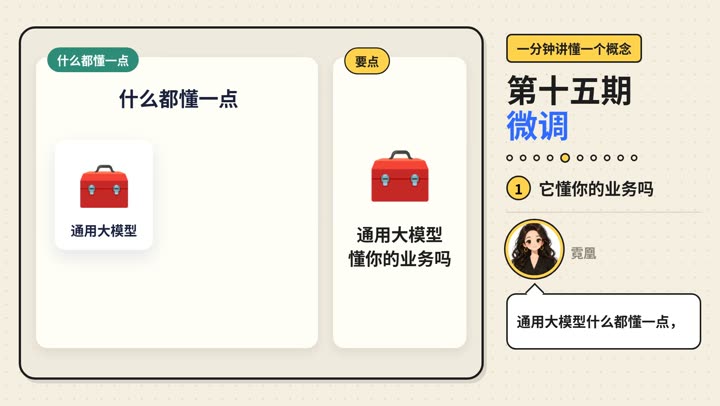 什么都懂一点
什么都懂一点
通用大模型
要点
通用大模型
懂你的业务吗
一分钟讲懂一个概念
第十五期
微调
1 它懂你的业务吗
霓凰
通用大模型什么都懂一点，